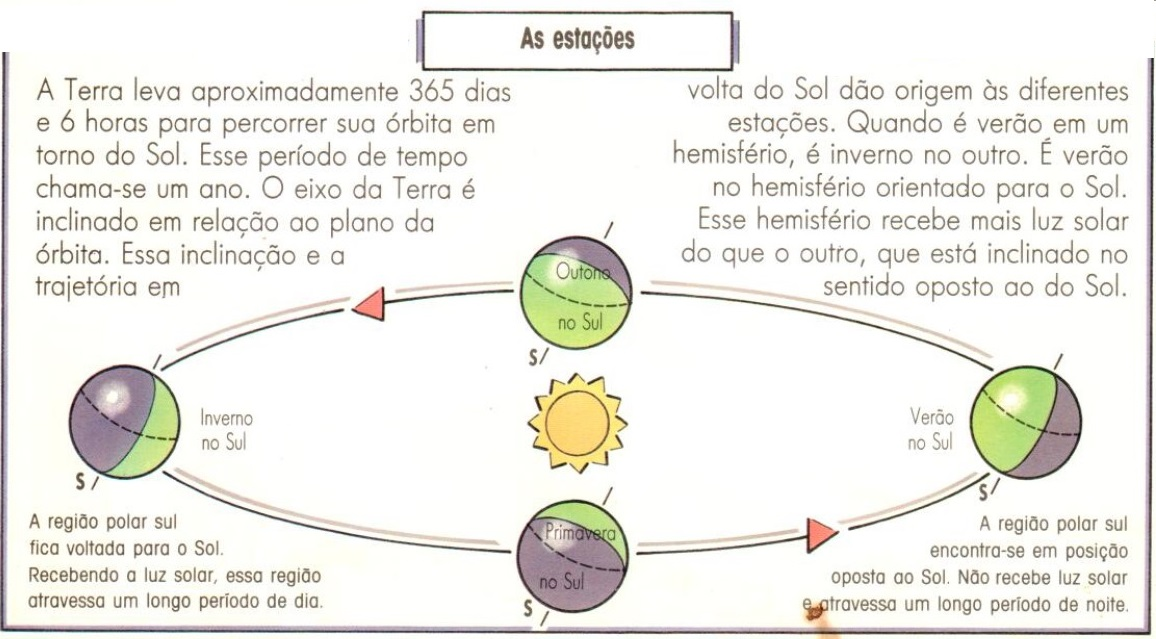 As estações
A Terra leva aproximadamente 365 dias
e 6 horas para percorrer sua órbita em
torno do Sol. Esse período de tempo
chama-se um ano. O eixo da Terra é
inclinado em relação ao plano da
órbita. Essa inclinação e a
trajetória em
volta do Sol dão origem às diferentes
estações. Quando é verão em um
hemisfério, é inverno no outro. É verão
no hemisfério orientado para o Sol.
Esse hemisfério recebe mais luz solar
do que o outro, que está inclinado no
sentido oposto ao do Sol.
Outono
no Sul
S
Inverno
no Sul
S
Verão
no Sul
S
Primavera
no Sul
S
A região polar sul
fica voltada para o Sol.
Recebendo a luz solar, essa região
atravessa um longo período de dia.
A região polar sul
encontra-se em posição
oposta ao Sol. Não recebe luz solar
e atravessa um longo período de noite.